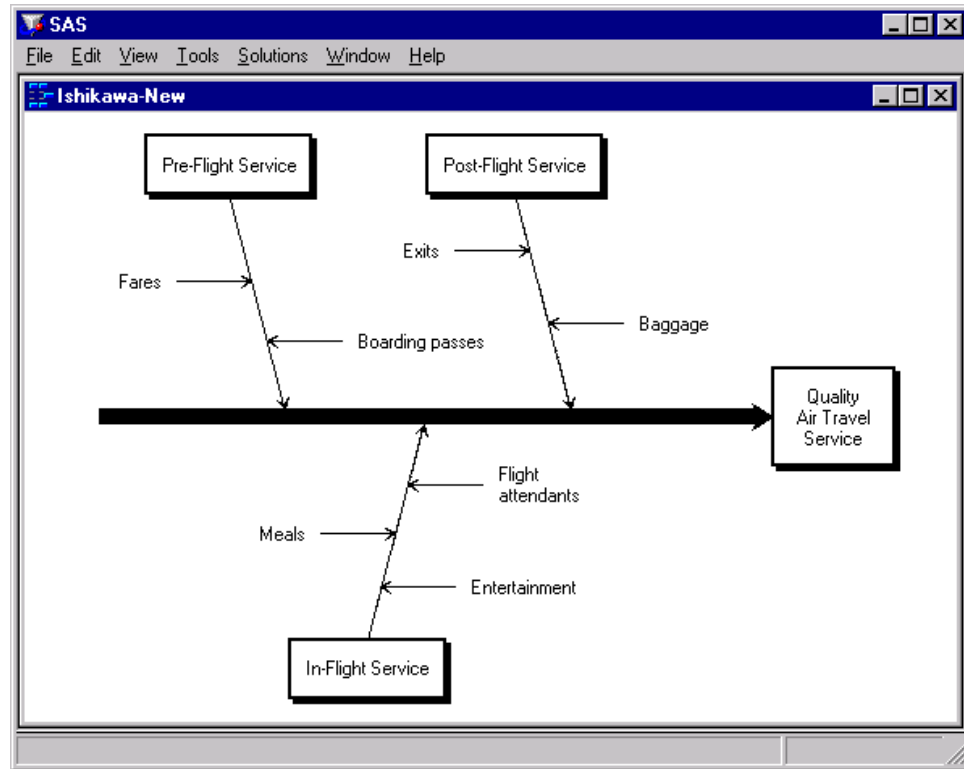 SAS
File Edit View Tools Solutions Window Help
Ishikawa-New
Pre-Flight Service
Post-Flight Service
Exits
Fares
Baggage
Boarding passes
Quality
Air Travel
Service
Flight
attendants
Meals
Entertainment
In-Flight Service